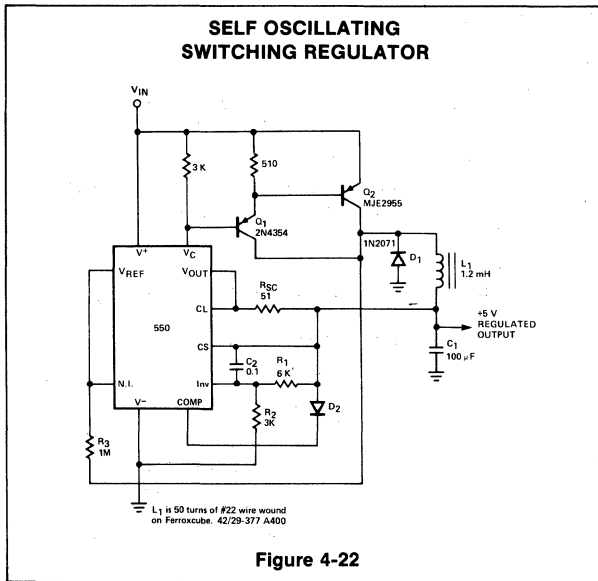 SELF OSCILLATING
SWITCHING REGULATOR
VIN
3 K
510
Q2
MJE2955
Q1
2N4354
1N2071
D1
L1
1.2 mH
V+
VC
VREF
VOUT
RSC
51
CL
+5 V
REGULATED
OUTPUT
550
CS
C2
0.1
R1
6 K
C1
100 μF
N.I.
Inv
V−
COMP
R2
3K
D2
R3
1M
L1 is 50 turns of #22 wire wound
on Ferroxcube. 42/29-377 A400
Figure 4-22